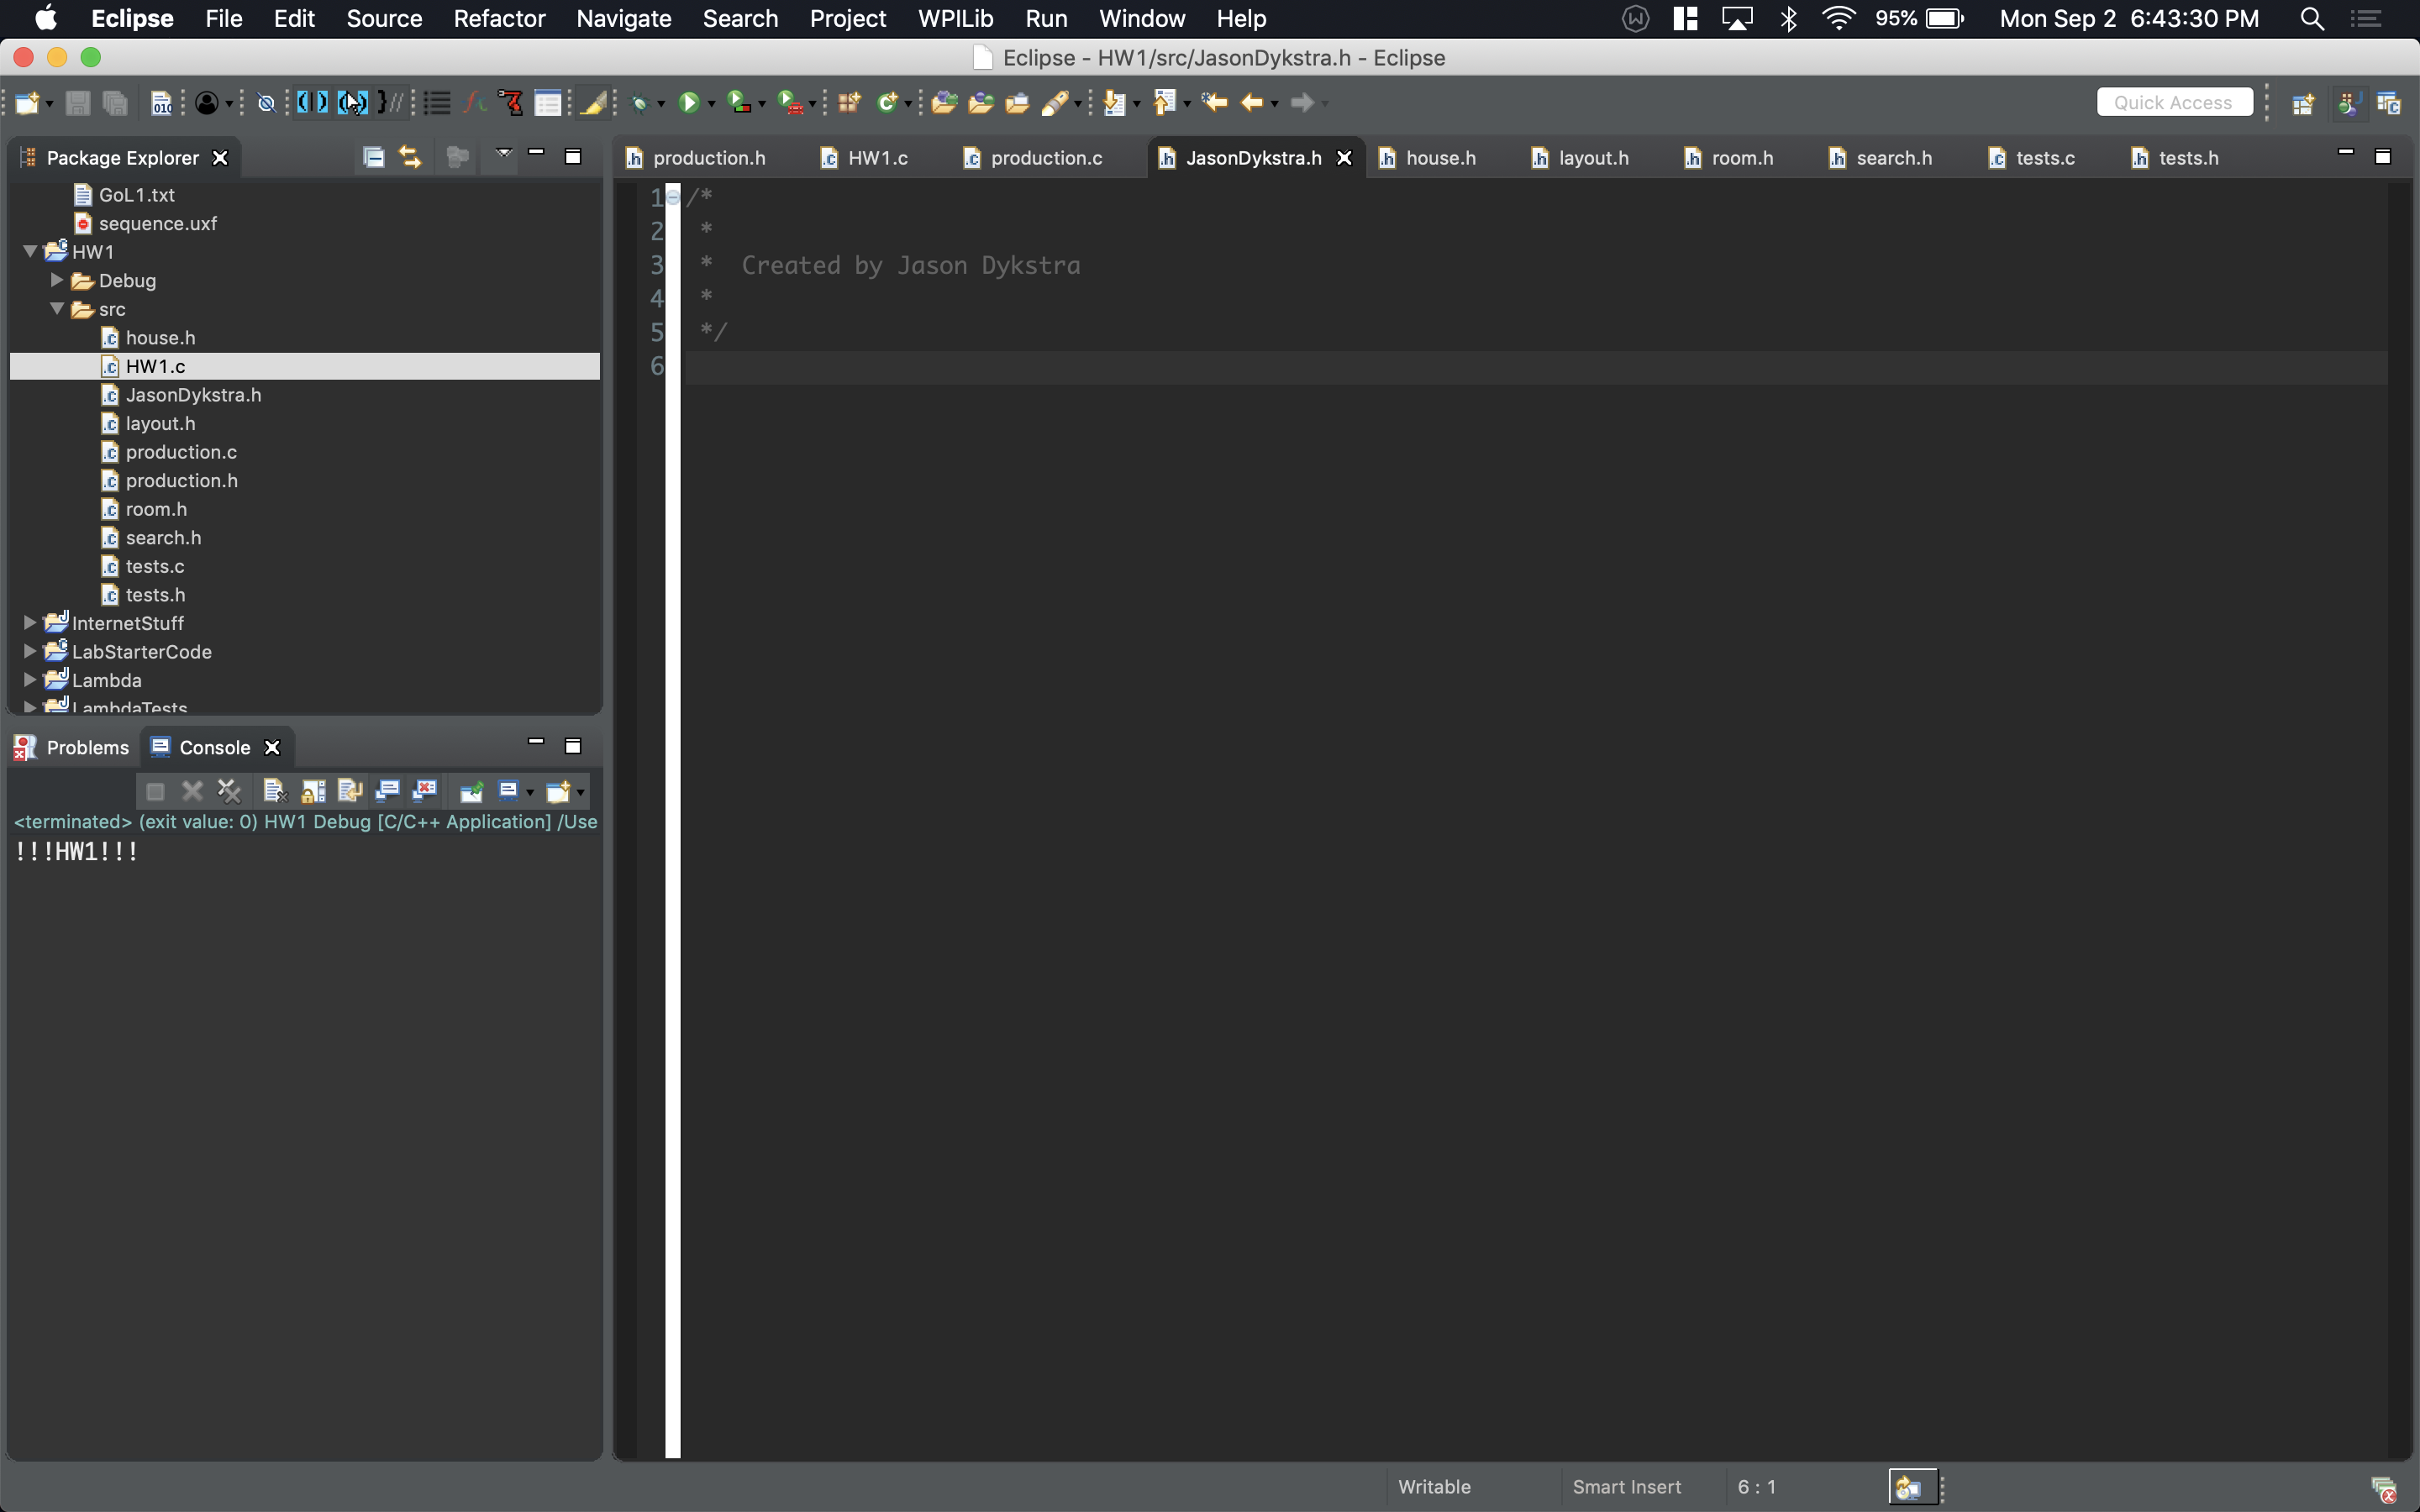 Eclipse File Edit Source Refactor Navigate Search Project WPILib Run Window Help 95% Mon Sep 2 6:43:30 PM
Eclipse - HW1/src/JasonDykstra.h - Eclipse
Quick Access
Package Explorer
GoL1.txt
sequence.uxf
HW1
Debug
src
house.h
HW1.c
JasonDykstra.h
layout.h
production.c
production.h
room.h
search.h
tests.c
tests.h
InternetStuff
LabStarterCode
Lambda
LambdaTests
production.h HW1.c production.c JasonDykstra.h house.h layout.h room.h search.h tests.c tests.h
1 /*
2 *
3 * Created by Jason Dykstra
4 *
5 */
6
Problems Console
<terminated> (exit value: 0) HW1 Debug [C/C++ Application] /Use
!!!HW1!!!
Writable Smart Insert 6 : 1